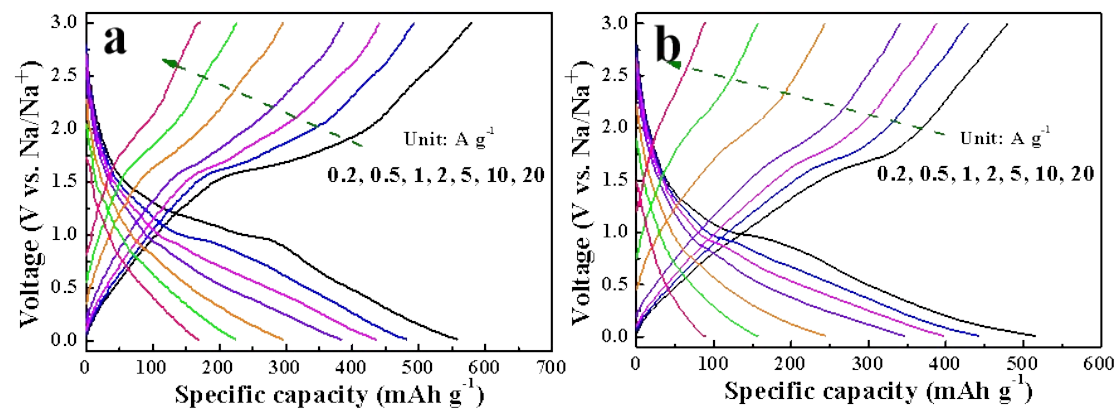 a
3.0
2.5
2.0
1.5
1.0
0.5
0.0
Voltage (V vs. Na/Na⁺)
Unit: A g⁻¹
0.2, 0.5, 1, 2, 5, 10, 20
0 100 200 300 400 500 600 700
Specific capacity (mAh g⁻¹)
b
3.0
2.5
2.0
1.5
1.0
0.5
0.0
Voltage (V vs. Na/Na⁺)
Unit: A g⁻¹
0.2, 0.5, 1, 2, 5, 10, 20
0 100 200 300 400 500 600
Specific capacity (mAh g⁻¹)